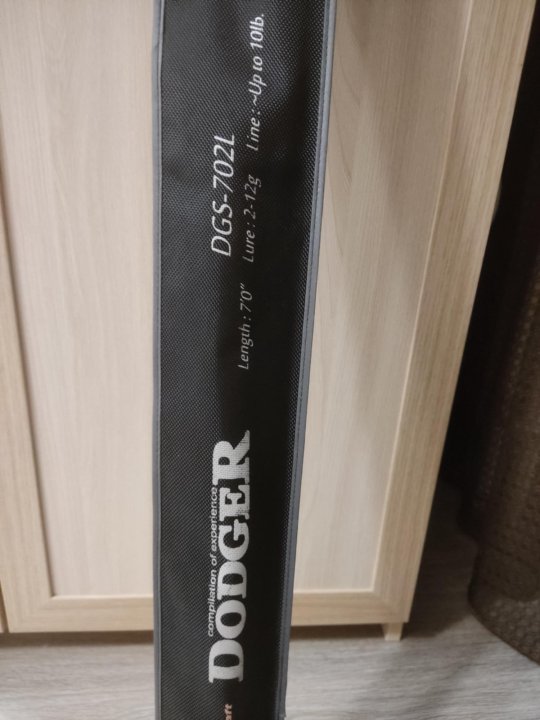 compilation of experience
DODGER
DGS-702L
Length : 7'0" Lure : 2-12g Line : ~Up to 10lb.